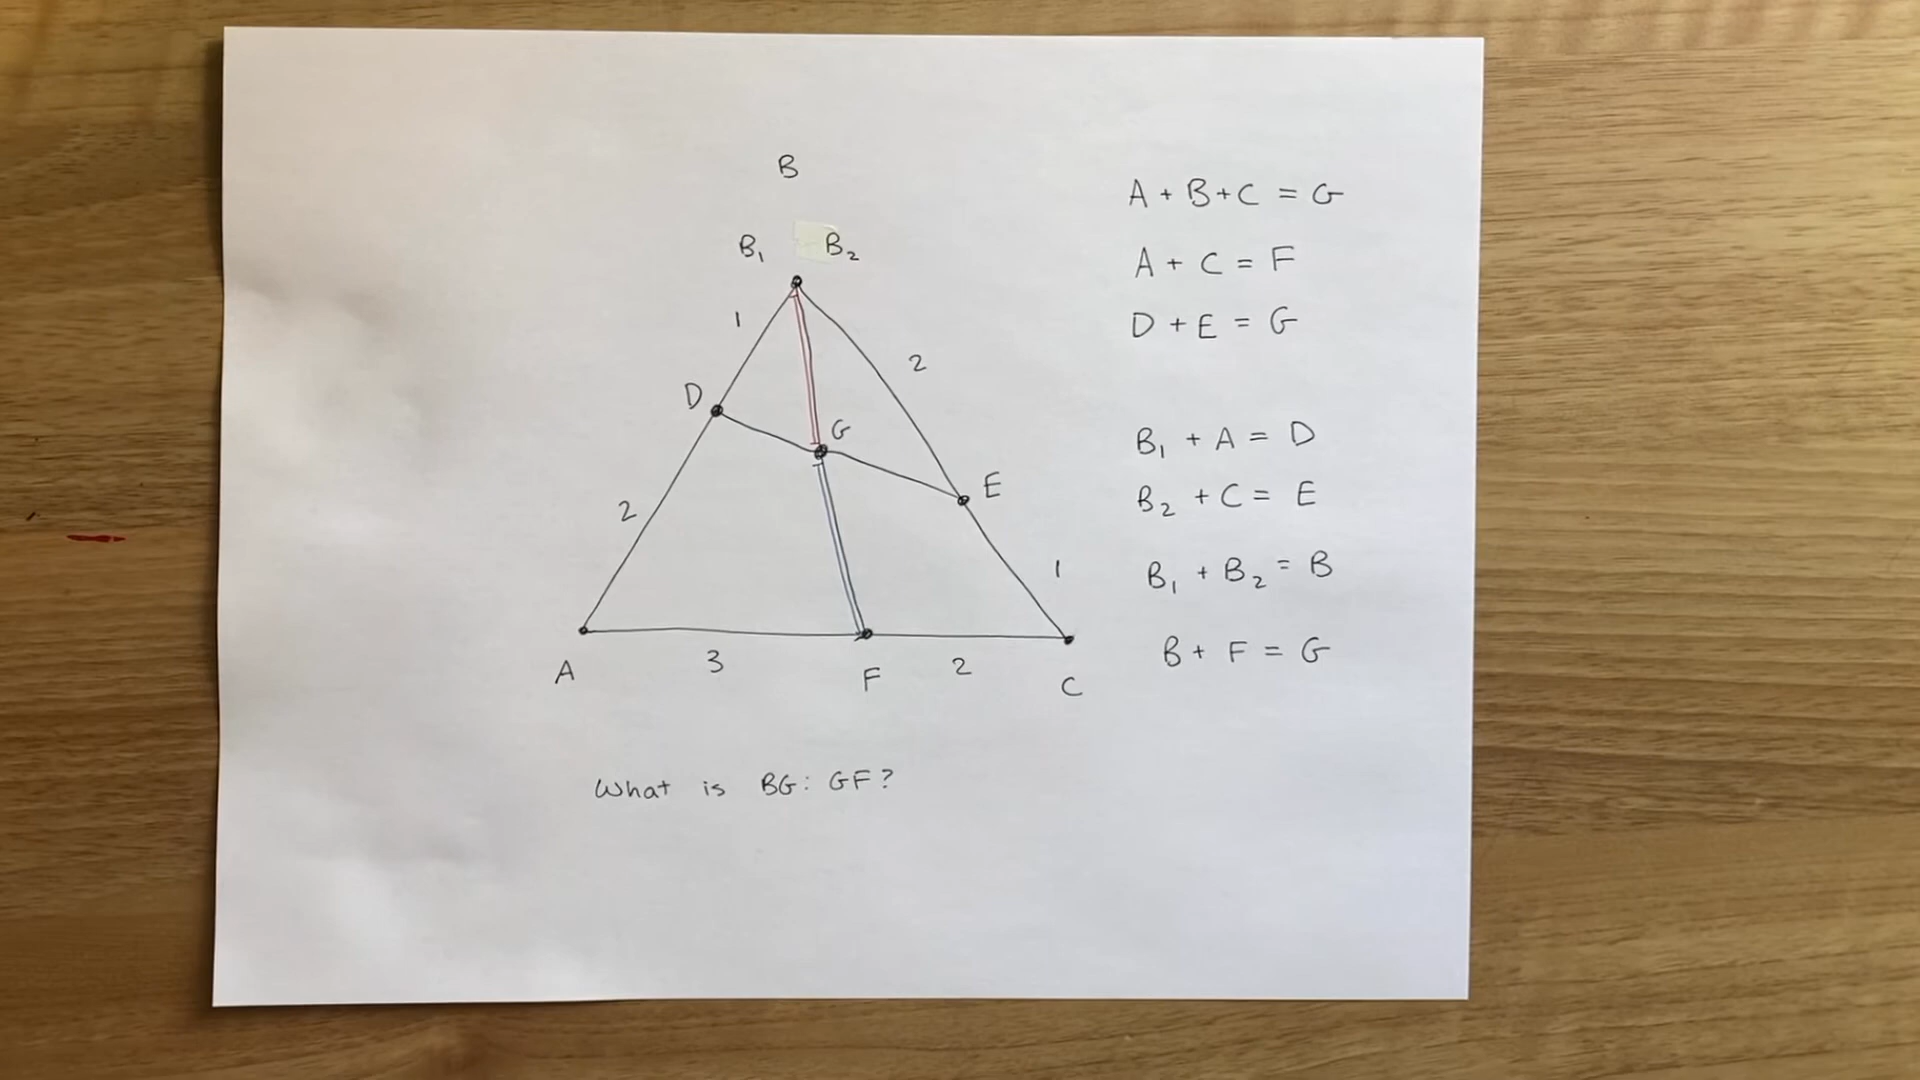 B
B₁ B₂
1
2
D
G
E
2
1
A
3
F
2
C
What is BG: GF?
A + B + C = G
A + C = F
D + E = G
B₁ + A = D
B₂ + C = E
B₁ + B₂ = B
B + F = G